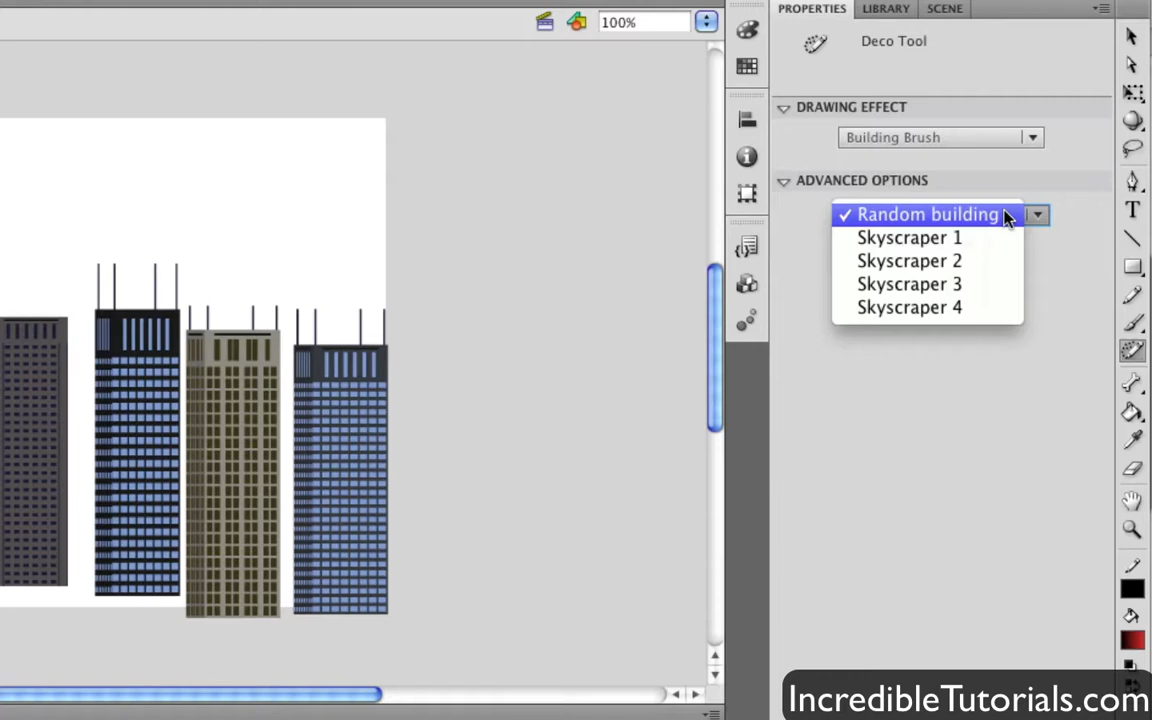 PROPERTIES LIBRARY SCENE
100%
Deco Tool
DRAWING EFFECT
Building Brush
ADVANCED OPTIONS
✓ Random building
Skyscraper 1
Skyscraper 2
Skyscraper 3
Skyscraper 4
T
IncredibleTutorials.com